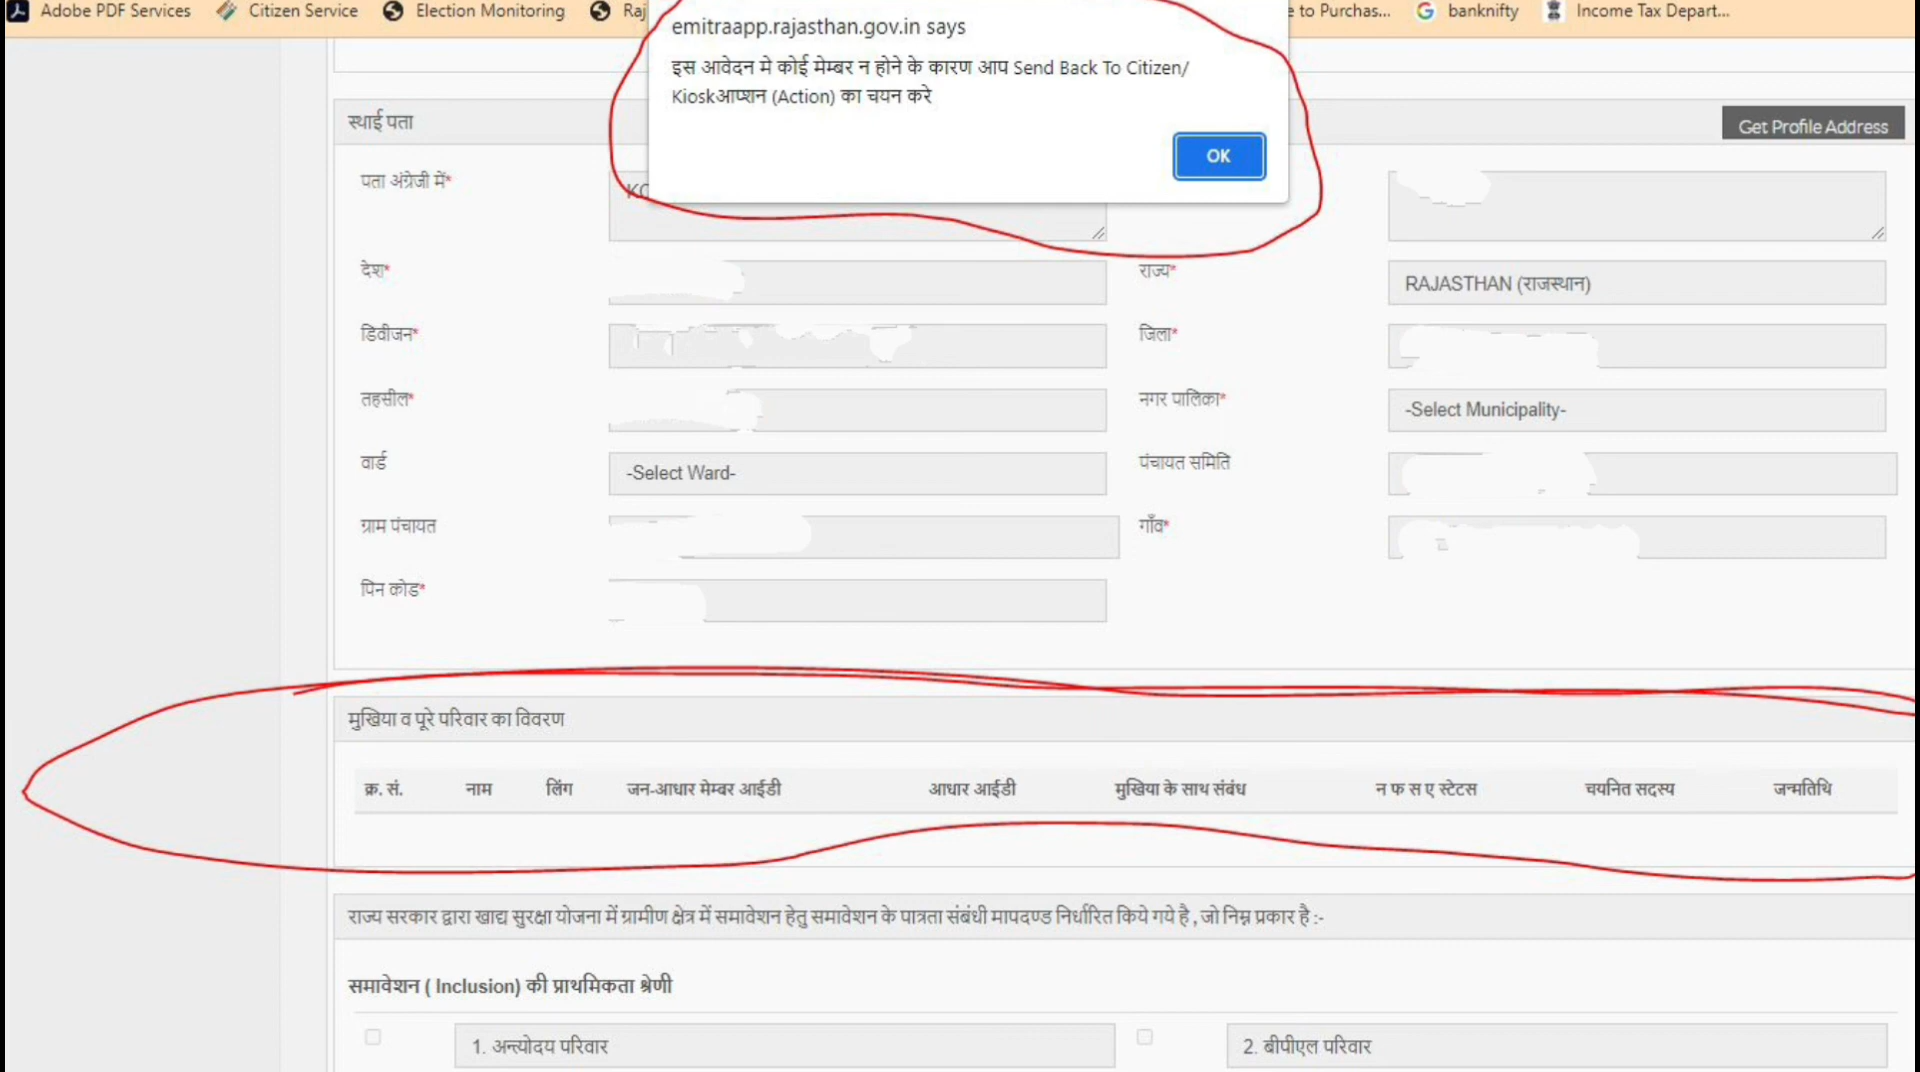 Adobe PDF Services Citizen Service Election Monitoring Raj e to Purchas... banknifty Income Tax Depart...
emitraapp.rajasthan.gov.in says
इस आवेदन मे कोई मेम्बर न होने के कारण आप Send Back To Citizen/
Kioskआप्शन (Action) का चयन करे
OK
स्थाई पता
Get Profile Address
पता अंग्रेजी में*
KO
देश*
राज्य*
RAJASTHAN (राजस्थान)
डिवीजन*
जिला*
तहसील*
नगर पालिका*
-Select Municipality-
वार्ड
-Select Ward-
पंचायत समिति
ग्राम पंचायत
गाँव*
पिन कोड*
मुखिया व पूरे परिवार का विवरण
क्र. सं. नाम लिंग जन-आधार मेम्बर आईडी आधार आईडी मुखिया के साथ संबंध न फ स ए स्टेटस चयनित सदस्य जन्मतिथि
राज्य सरकार द्वारा खाद्य सुरक्षा योजना में ग्रामीण क्षेत्र में समावेशन हेतु समावेशन के पात्रता संबंधी मापदण्ड निर्धारित किये गये है , जो निम्न प्रकार है :-
समावेशन ( Inclusion) की प्राथमिकता श्रेणी
1. अन्त्योदय परिवार
2. बीपीएल परिवार